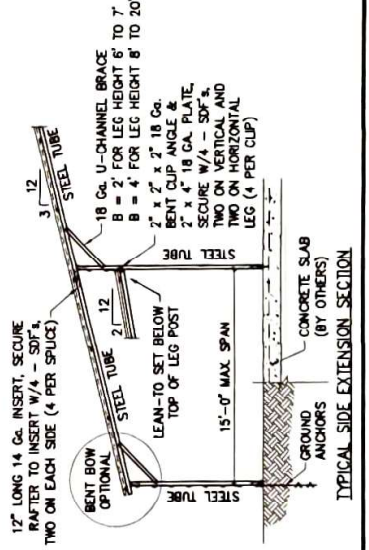 12" LONG 14 Ga. INSERT, SECURE
RAFTER TO INSERT W/4 - SDF's,
TWO ON EACH SIDE (4 PER SPLICE)
3
12
STEEL TUBE
18 Ga. U-CHANNEL BRACE
B = 2' FOR LEG HEIGHT 6' TO 7'
B = 4' FOR LEG HEIGHT 8' TO 20'
2" x 2" x 2" 18 Ga.
BENT CLIP ANGLE &
2" x 4" 18 GA. PLATE,
SECURE W/4 - SDF's,
TWO ON VERTICAL AND
TWO ON HORIZONTAL
LEG (4 PER CLIP)
BENT BOW
OPTIONAL
STEEL TUBE
2
12
LEAN-TO SET BELOW
TOP OF LEG POST
STEEL TUBE
STEEL TUBE
15'-0" MAX. SPAN
GROUND
ANCHORS
CONCRETE SLAB
(BY OTHERS)
TYPICAL SIDE EXTENSION SECTION